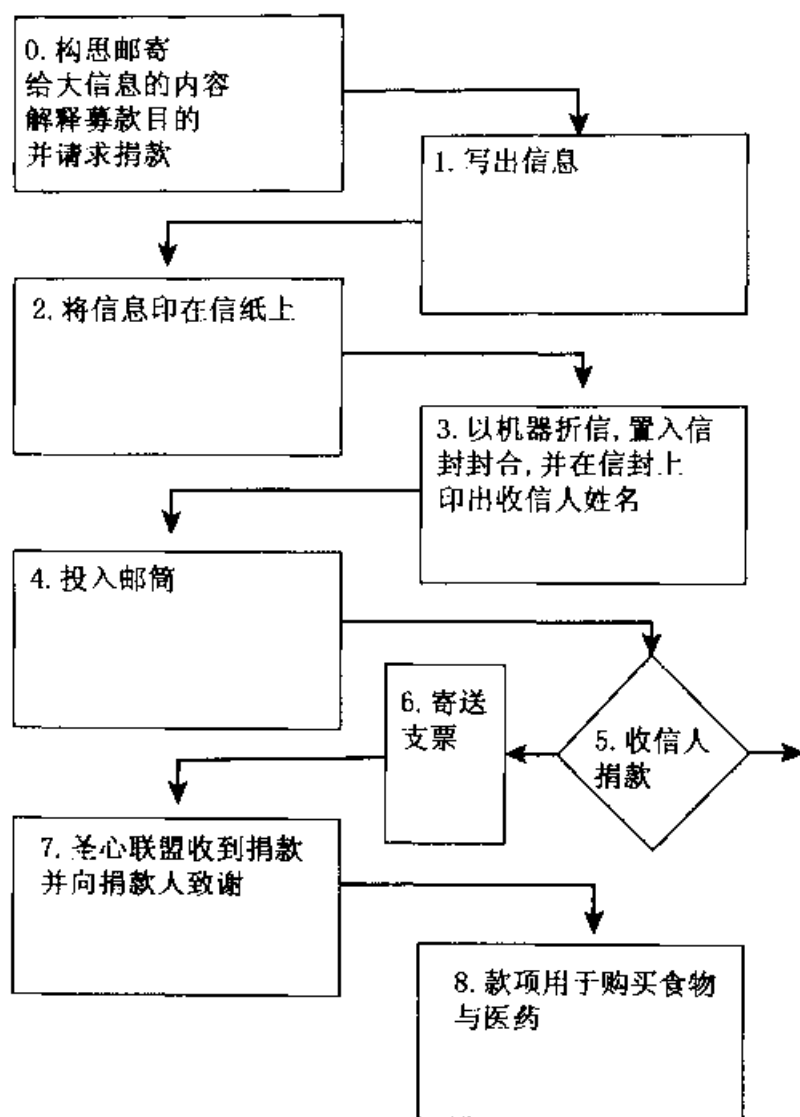 0. 构思邮寄
给大信息的内容
解释募款目的
并请求捐款
1. 写出信息
2. 将信息印在信纸上
3. 以机器折信, 置入信
封封合, 并在信封上
印出收信人姓名
4. 投入邮筒
5. 收信人
捐款
6. 寄送
支票
7. 圣心联盟收到捐款
并向捐款人致谢
8. 款项用于购买食物
与医药